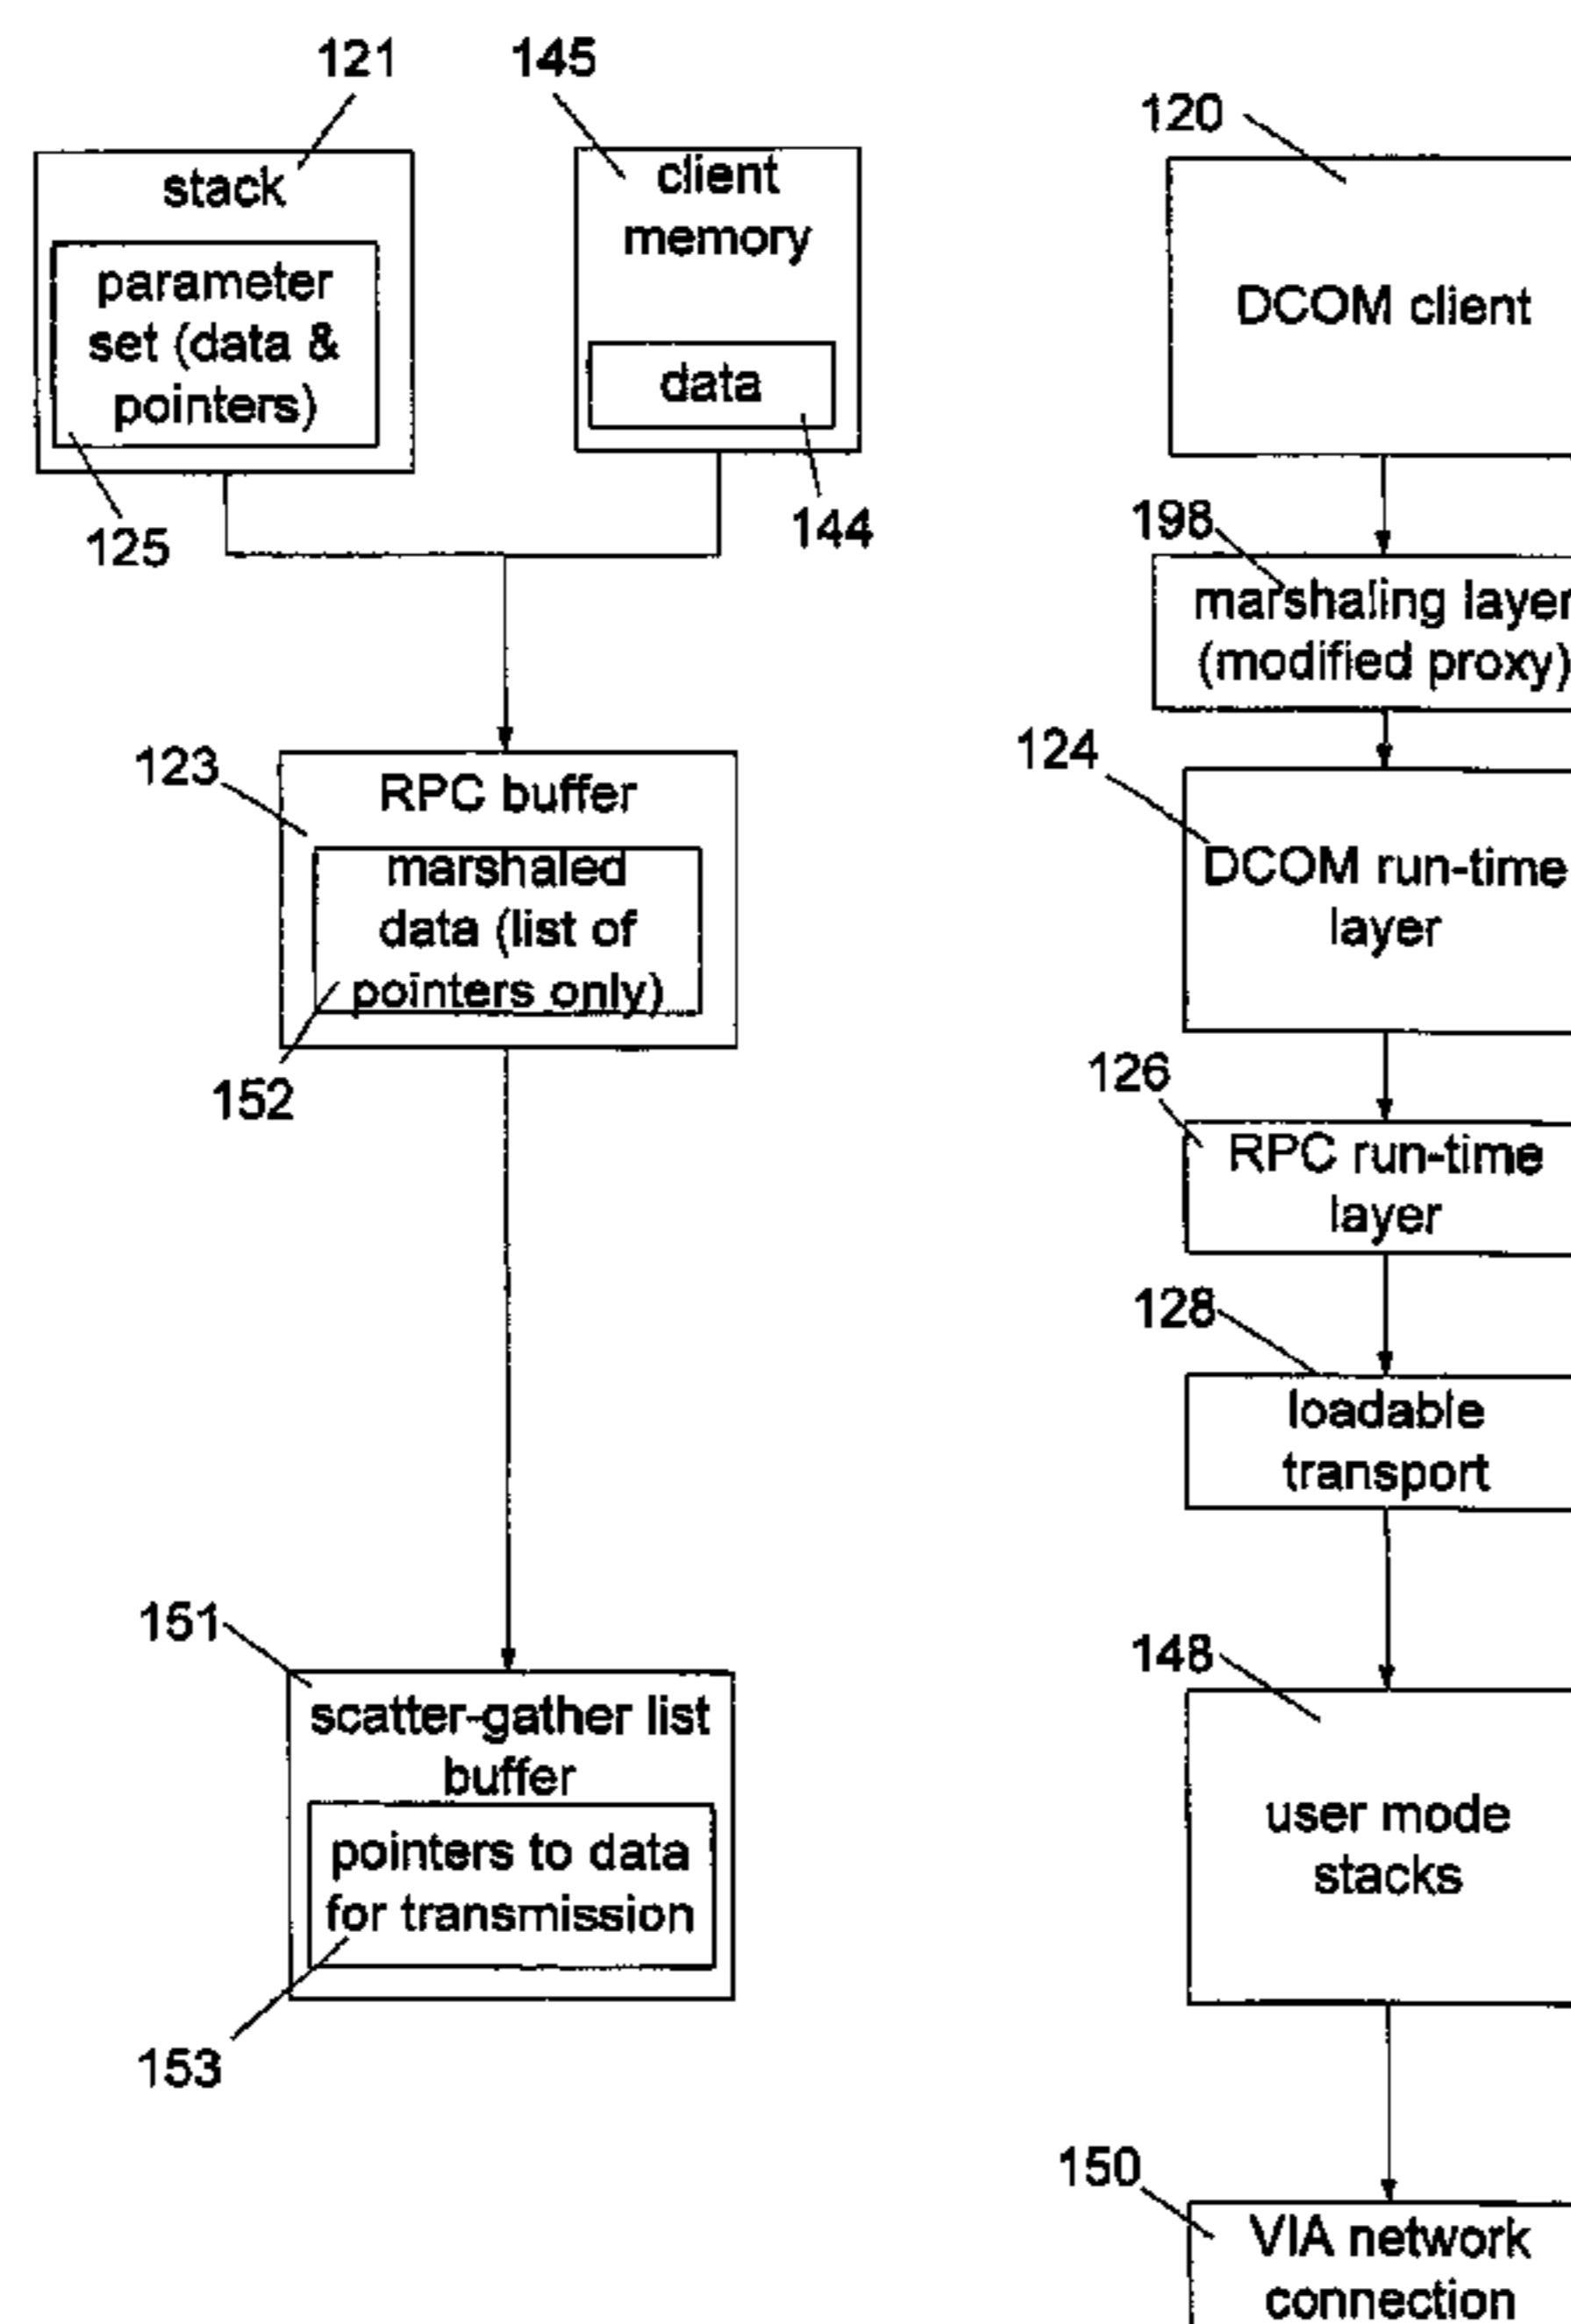 121
145
stack
parameter
set (data &
pointers)
125
client
memory
data
144
123
RPC buffer
marshaled
data (list of
pointers only)
152
151
scatter-gather list
buffer
pointers to data
for transmission
153
120
DCOM client
198
marshaling layer
(modified proxy)
124
DCOM run-time
layer
126
RPC run-time
layer
128
loadable
transport
148
user mode
stacks
150
VIA network
connection